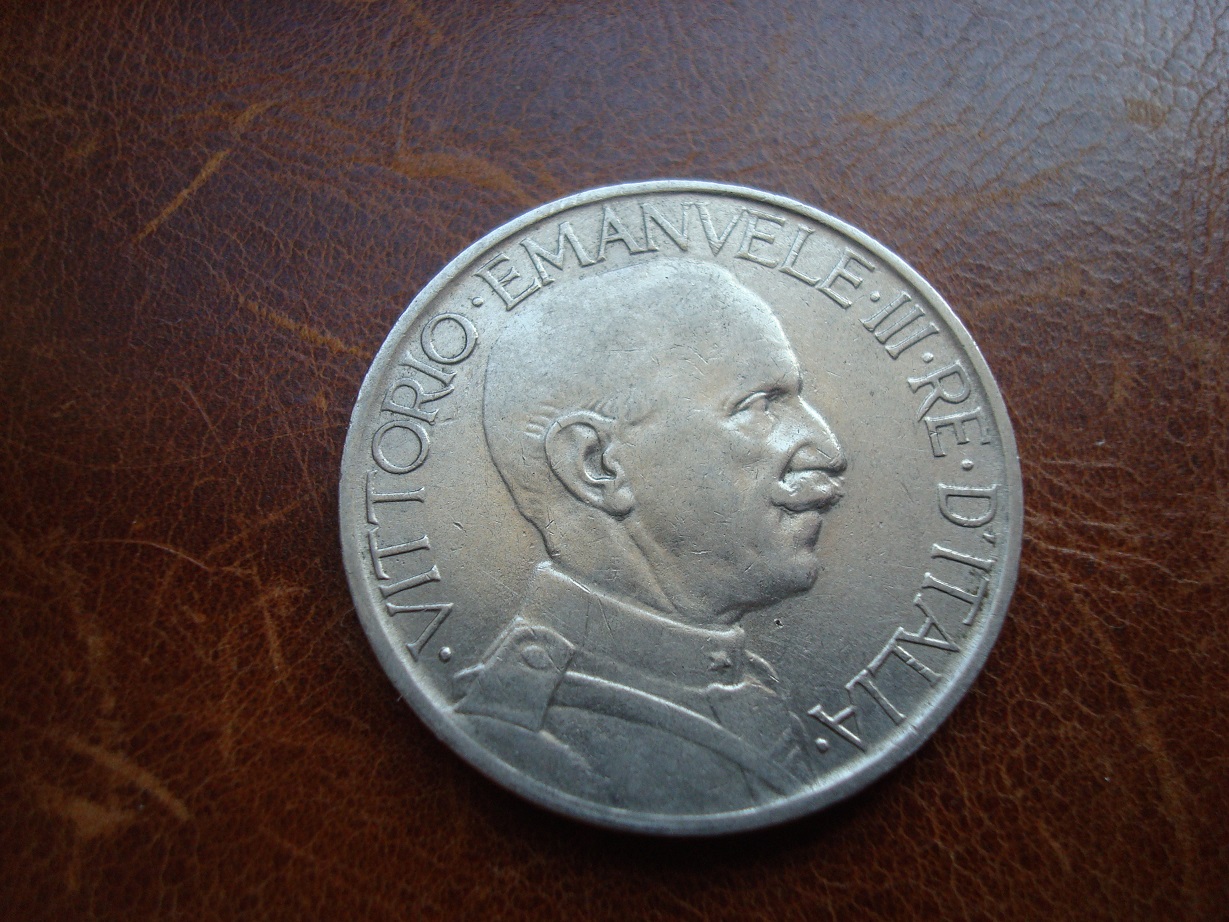 · VITTORIO · EMANVELE · III · RE · D'ITALIA ·